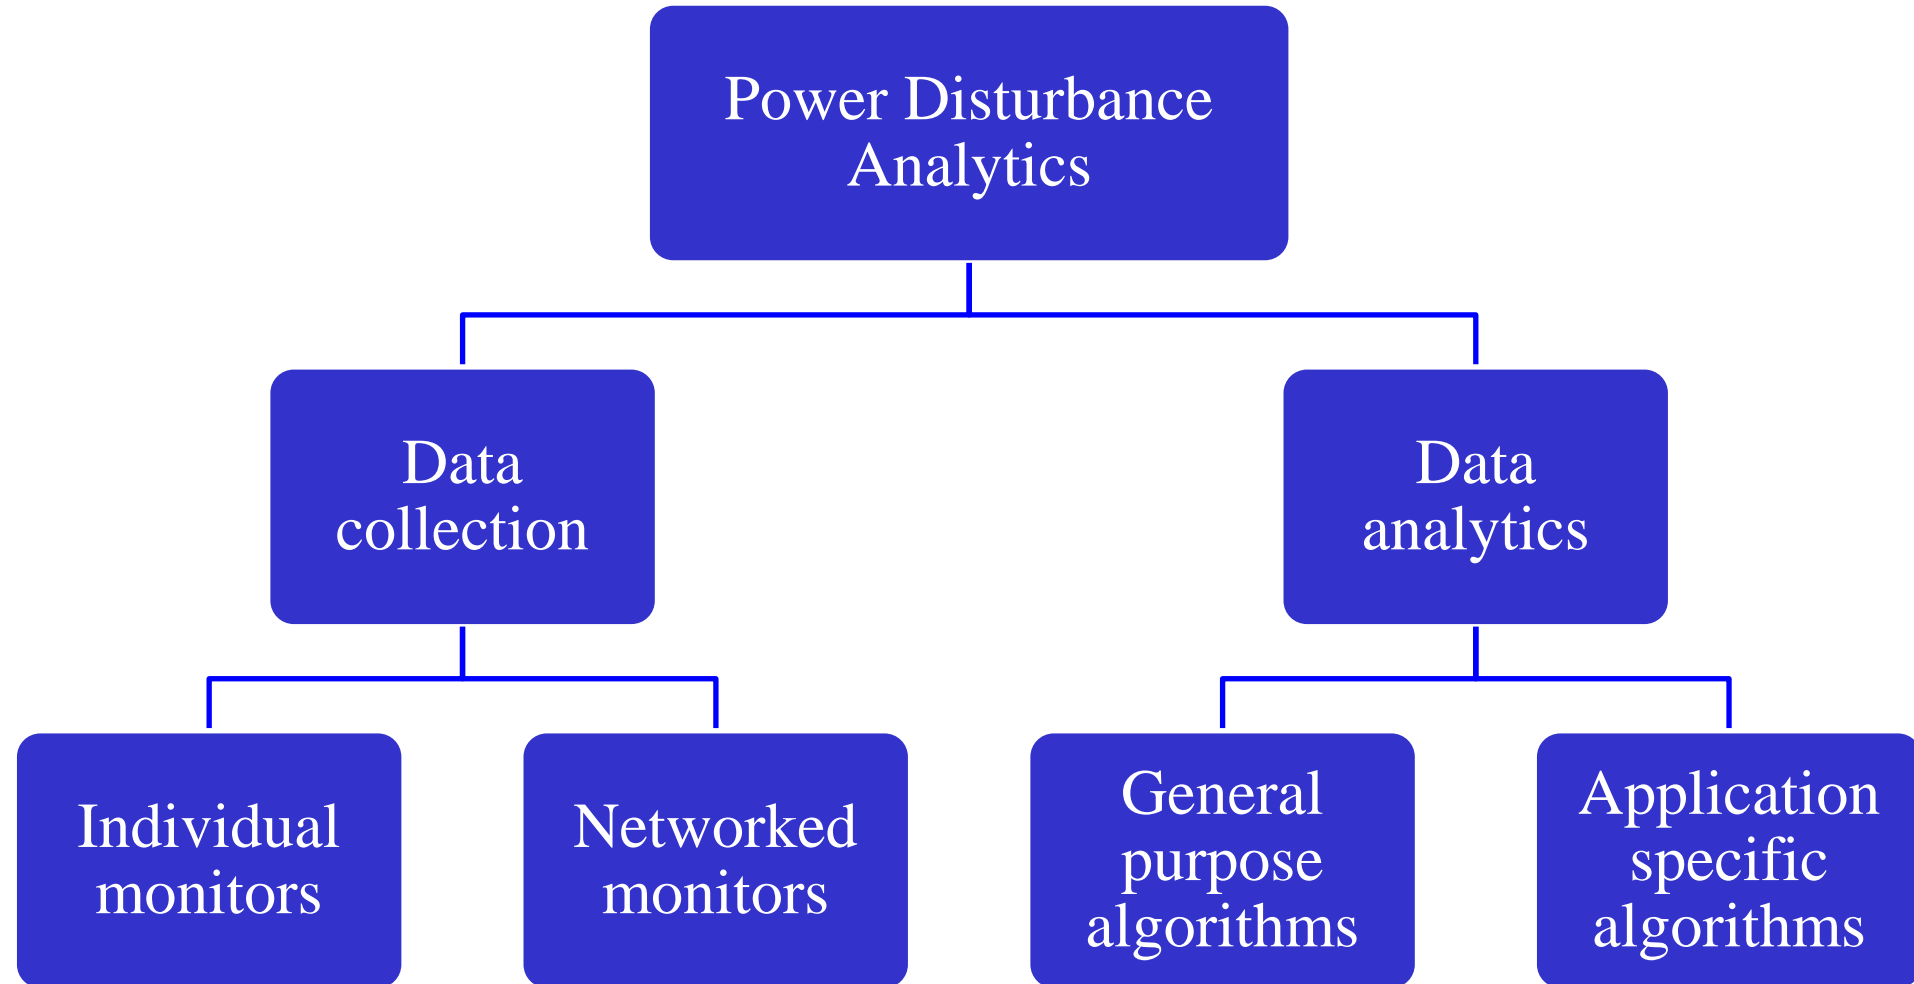 Power Disturbance
Analytics
Data
collection
Data
analytics
Individual
monitors
Networked
monitors
General
purpose
algorithms
Application
specific
algorithms